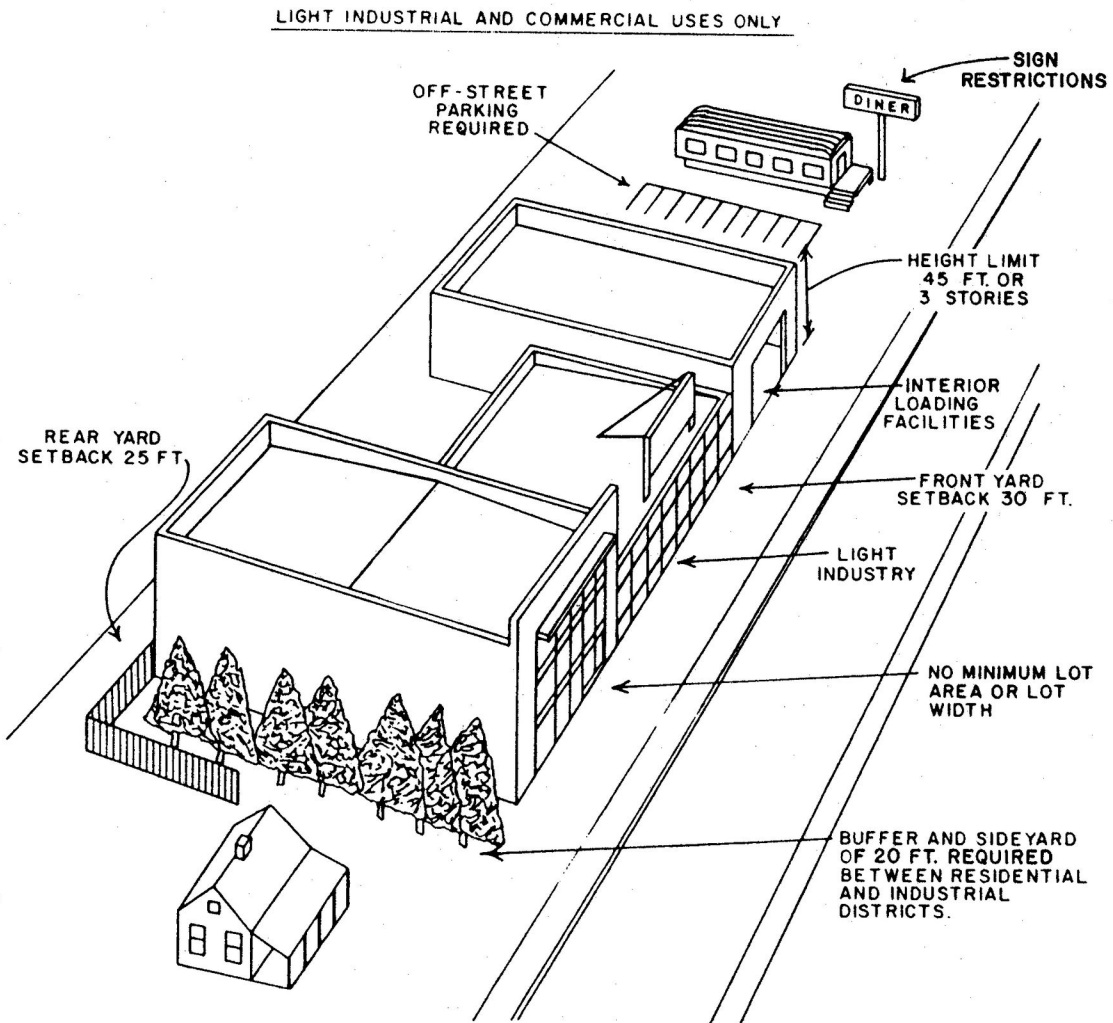 LIGHT INDUSTRIAL AND COMMERCIAL USES ONLY
SIGN
RESTRICTIONS
DINER
OFF-STREET
PARKING
REQUIRED
HEIGHT LIMIT
45 FT. OR
3 STORIES
INTERIOR
LOADING
FACILITIES
REAR YARD
SETBACK 25 FT
FRONT YARD
SETBACK 30 FT.
LIGHT
INDUSTRY
NO MINIMUM LOT
AREA OR LOT
WIDTH
BUFFER AND SIDEYARD
OF 20 FT. REQUIRED
BETWEEN RESIDENTIAL
AND INDUSTRIAL
DISTRICTS.